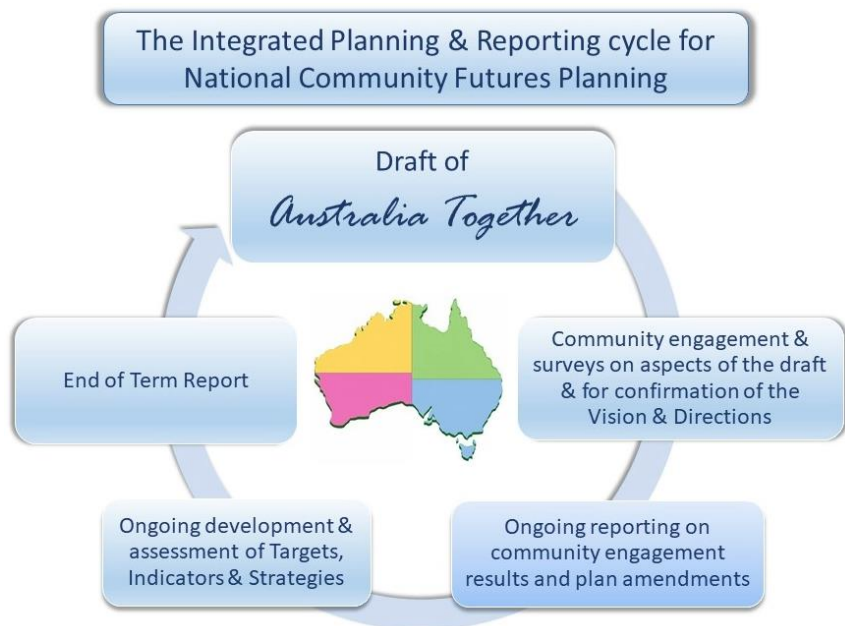 The Integrated Planning & Reporting cycle for
National Community Futures Planning
Draft of
Australia Together
Community engagement &
surveys on aspects of the draft
& for confirmation of the
Vision & Directions
Ongoing reporting on
community engagement
results and plan amendments
Ongoing development &
assessment of Targets,
Indicators & Strategies
End of Term Report